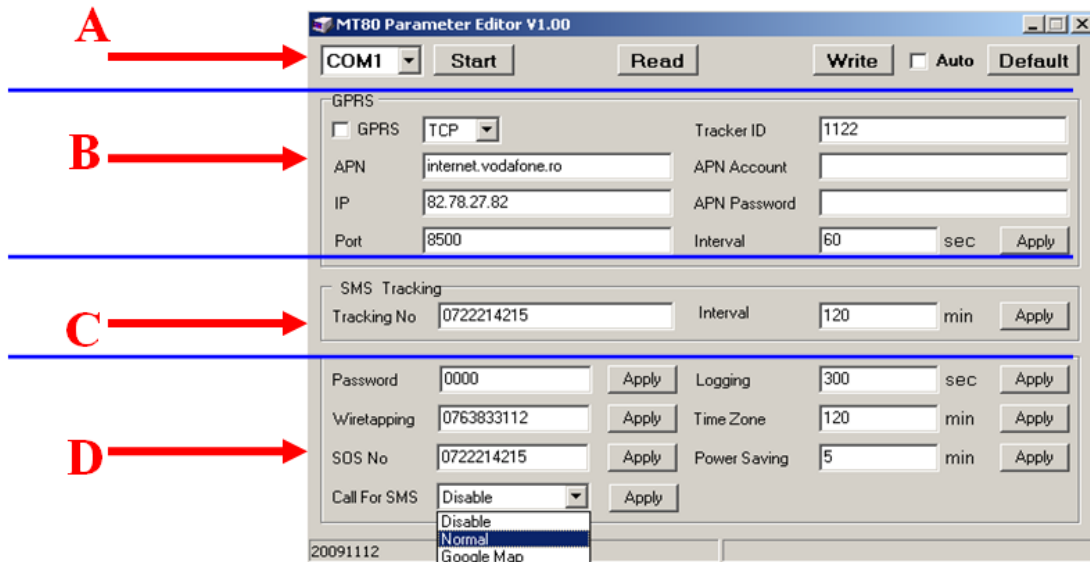 MT80 Parameter Editor V1.00
A
COM1 Start Read Write Auto Default
GPRS
GPRS TCP Tracker ID 1122
B
APN internet.vodafone.ro APN Account
IP 82.78.27.82 APN Password
Port 8500 Interval 60 sec Apply
SMS Tracking
C
Tracking No 0722214215 Interval 120 min Apply
Password 0000 Apply Logging 300 sec Apply
Wiretapping 0763833112 Apply Time Zone 120 min Apply
D
SOS No 0722214215 Apply Power Saving 5 min Apply
Call For SMS Disable Apply
Disable
Normal
20091112 Google Map